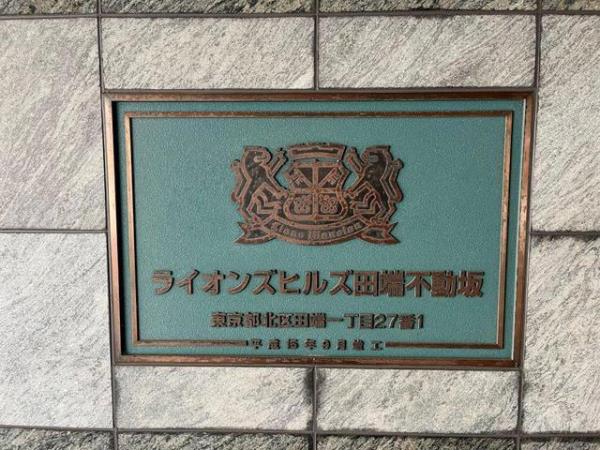 Lions Mansion
ライオンズヒルズ田端不動坂
東京都北区田端一丁目27番1
平成15年9月竣工